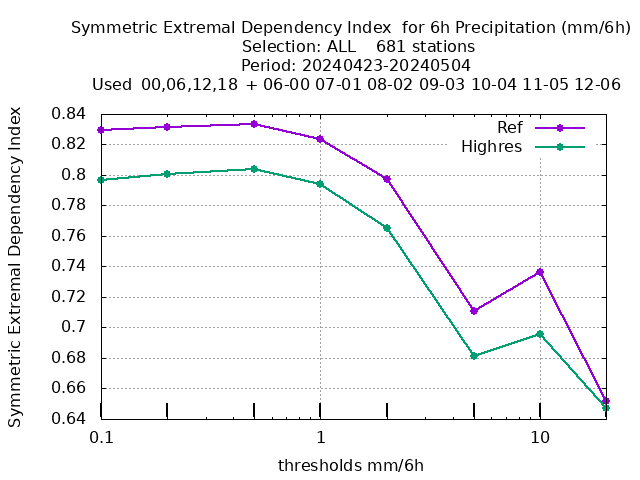 Symmetric Extremal Dependency Index  for 6h Precipitation (mm/6h)
Selection: ALL    681 stations
Period: 20240423-20240504
Used  00,06,12,18  + 06-00 07-01 08-02 09-03 10-04 11-05 12-06
Symmetric Extremal Dependency Index
0.84
0.82
0.8
0.78
0.76
0.74
0.72
0.7
0.68
0.66
0.64
Ref
Highres
0.1
1
10
thresholds mm/6h